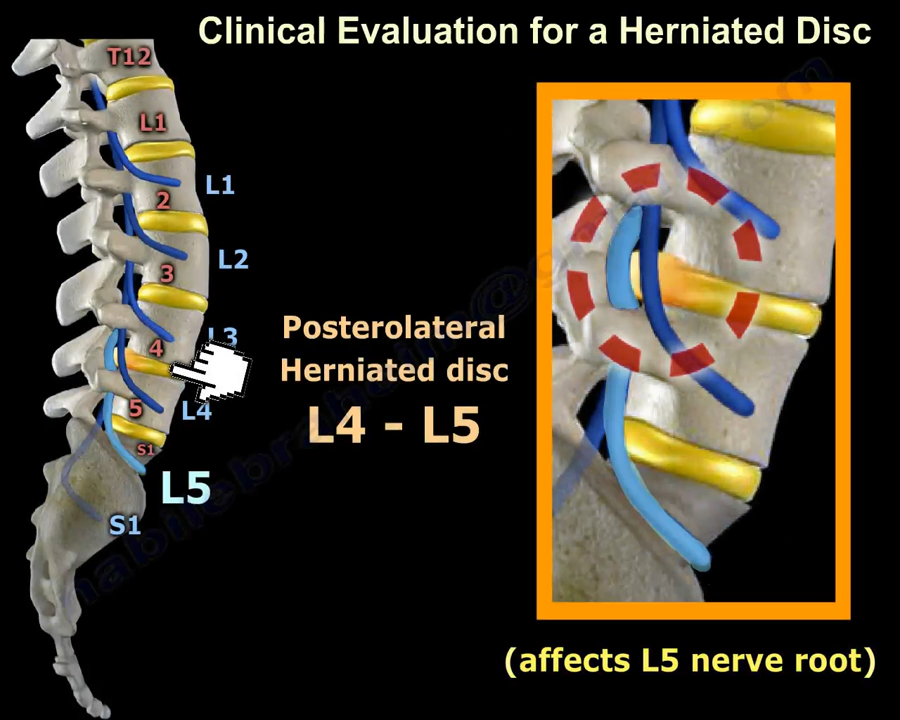 Clinical Evaluation for a Herniated Disc
T12
L1
L1
2
L2
3
L3
4
L4
5
S1
L5
S1
Posterolateral
Herniated disc
L4 - L5
(affects L5 nerve root)